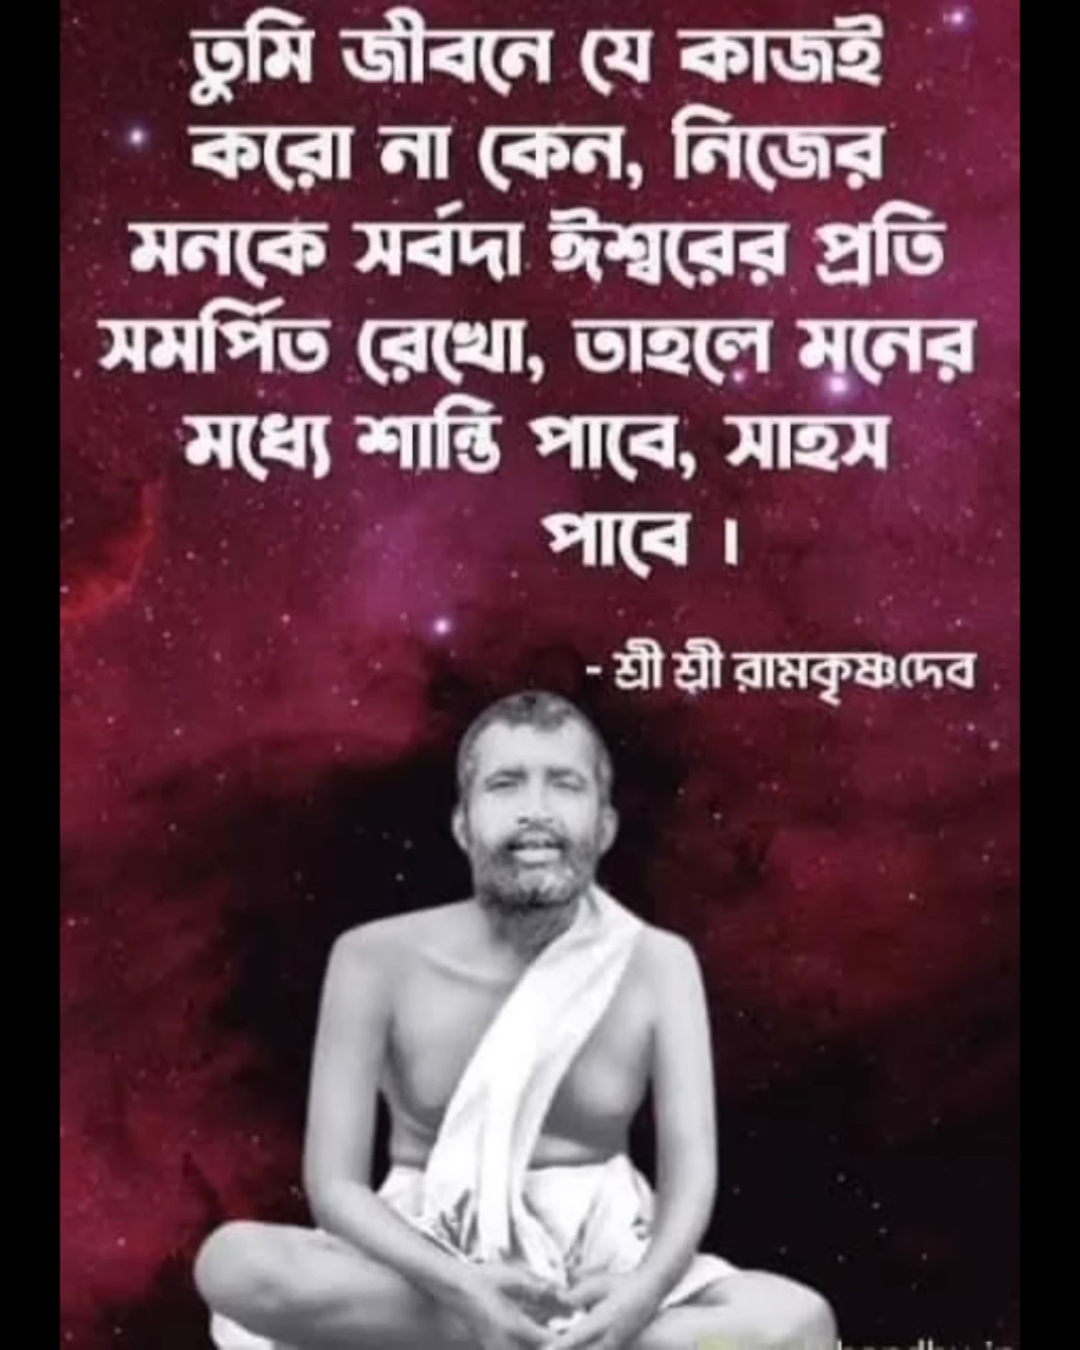 তুমি জীবনে যে কাজই
করো না কেন, নিজের
মনকে সর্বদা ঈশ্বরের প্রতি
সমর্পিত রেখো, তাহলে মনের
মধ্যে শান্তি পাবে, সাহস
পাবে ।
- শ্রী শ্রী রামকৃষ্ণদেব